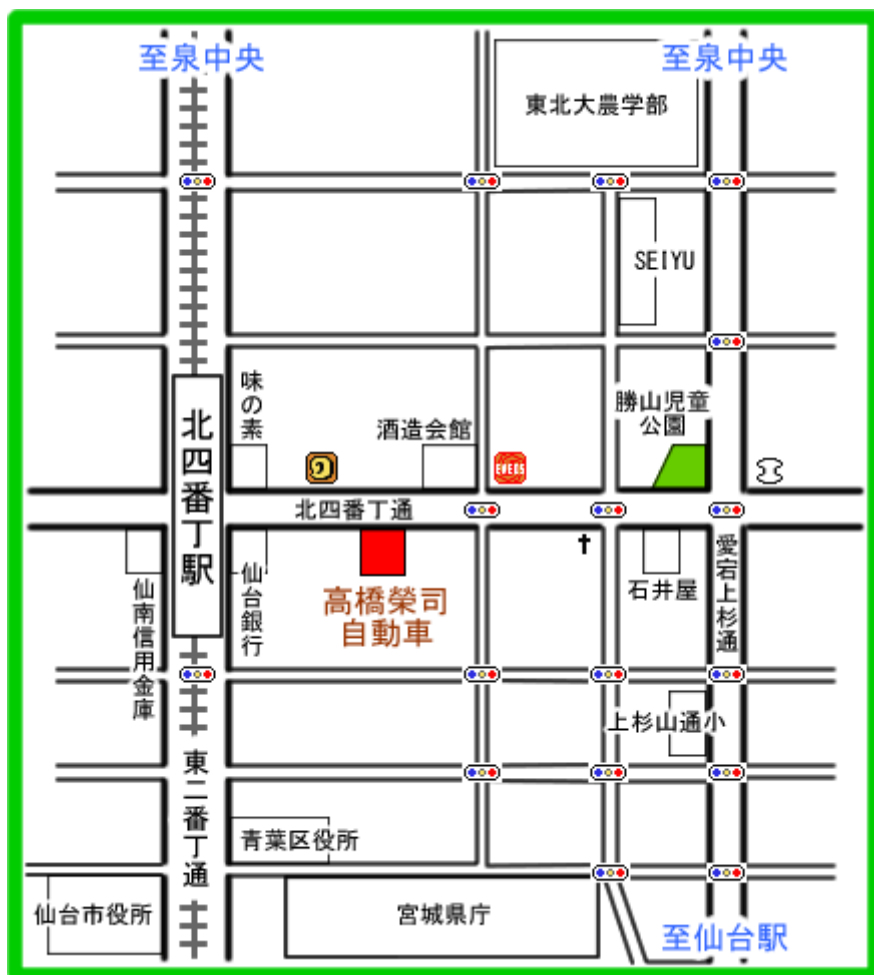 至泉中央
至泉中央
東北大農学部
SEIYU
味の素
酒造会館
勝山児童
公園
EVEOS
北四番丁駅
北四番丁通
仙南信用金庫
仙台銀行
高橋榮司
自動車
石井屋
愛宕上杉通
上杉山通小
東二番丁通
青葉区役所
仙台市役所
宮城県庁
至仙台駅